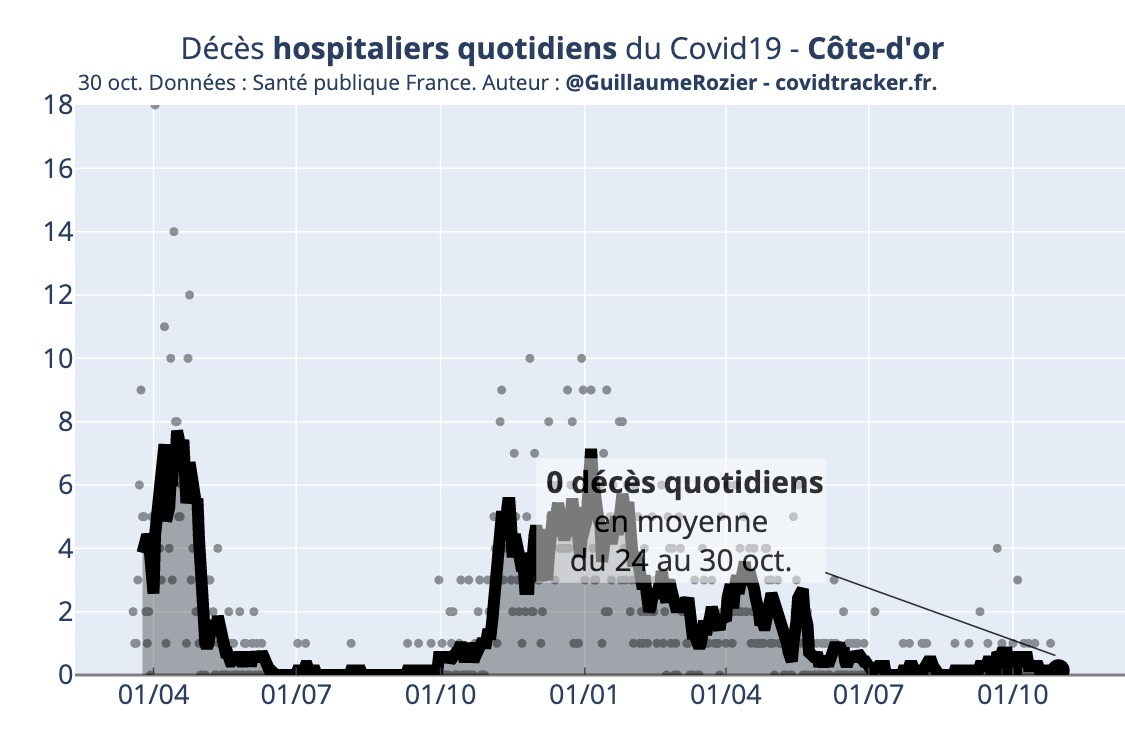 Décès hospitaliers quotidiens du Covid19 - Côte-d'or
30 oct. Données : Santé publique France. Auteur : @GuillaumeRozier - covidtracker.fr.
18
16
14
12
10
8
6
4
2
0
0 décès quotidiens
en moyenne
du 24 au 30 oct.
01/04 01/07 01/10 01/01 01/04 01/07 01/10